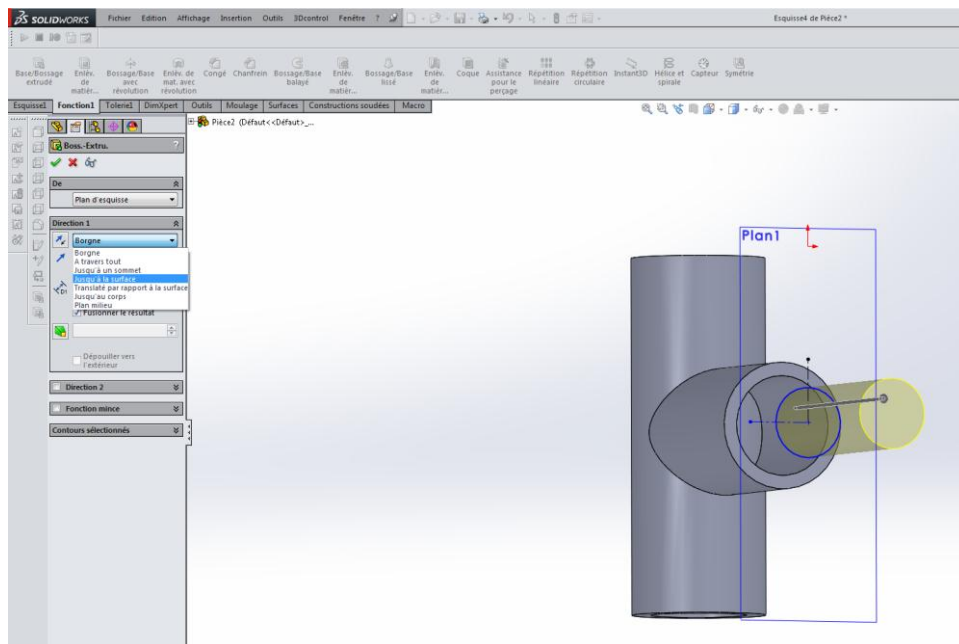 SOLIDWORKS Fichier Edition Affichage Insertion Outils 3Dcontrol Fenêtre ? Esquisse4 de Pièce2 *
Base/Bossage extrudé
Enlèv. de matièr...
Bossage/Base avec révolution
Enlèv. de mat. avec révolution
Congé
Chanfrein
Bossage/Base balayé
Enlèv. de matièr...
Bossage/Base lissé
Enlèv. de matièr...
Coque
Assistance pour le perçage
Répétition linéaire
Répétition circulaire
Instant3D
Hélice et spirale
Capteur
Symétrie
Esquisse1 Fonction1 Tolerie1 DimXpert Outils Moulage Surfaces Constructions soudées Macro
Pièce2 (Défaut<<Défaut>_...
Boss.-Extru. ?
De
Plan d'esquisse
Direction 1
Borgne
Borgne
A travers tout
Jusqu'à un sommet
Jusqu'à la surface
Translaté par rapport à la surface
Jusqu'au corps
Plan milieu
D1
Fusionner le résultat
Dépouiller vers l'extérieur
Direction 2
Fonction mince
Contours sélectionnés
Plan1